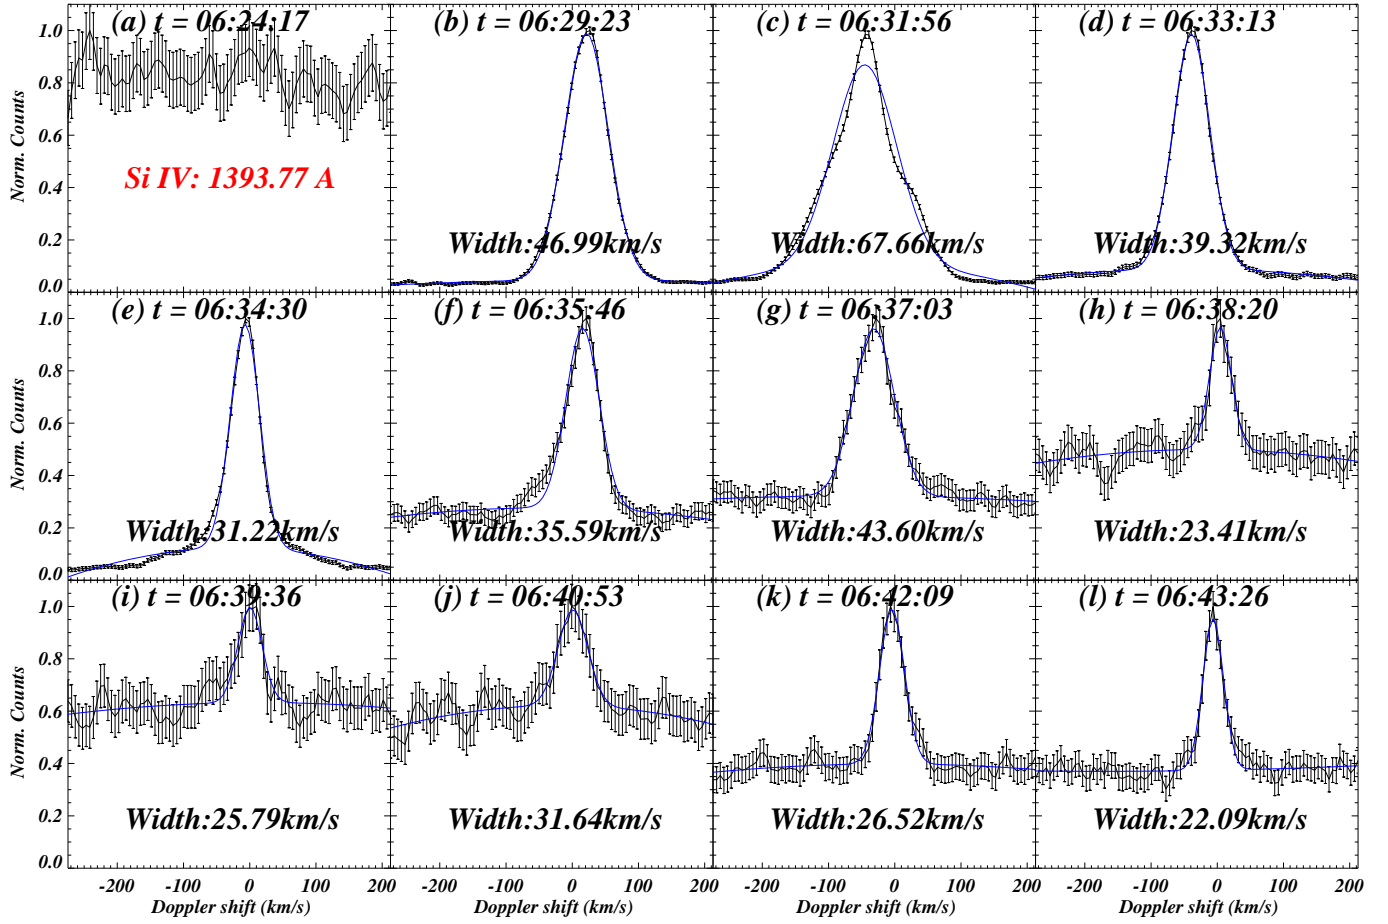 (a) t = 06:24:17
(b) t = 06:29:23
(c) t = 06:31:56
(d) t = 06:33:13
1.0
0.8
0.6
0.4
0.2
0.0
Norm. Counts
Si IV: 1393.77 A
Width:46.99km/s
Width:67.66km/s
Width:39.32km/s
(e) t = 06:34:30
(f) t = 06:35:46
(g) t = 06:37:03
(h) t = 06:38:20
1.0
0.8
0.6
0.4
0.2
0.0
Norm. Counts
Width:31.22km/s
Width:35.59km/s
Width:43.60km/s
Width:23.41km/s
(i) t = 06:39:36
(j) t = 06:40:53
(k) t = 06:42:09
(l) t = 06:43:26
1.0
0.8
0.6
0.4
0.2
0.0
Norm. Counts
Width:25.79km/s
Width:31.64km/s
Width:26.52km/s
Width:22.09km/s
-200 -100 0 100 200
-200 -100 0 100 200
-200 -100 0 100 200
-200 -100 0 100 200
Doppler shift (km/s)
Doppler shift (km/s)
Doppler shift (km/s)
Doppler shift (km/s)